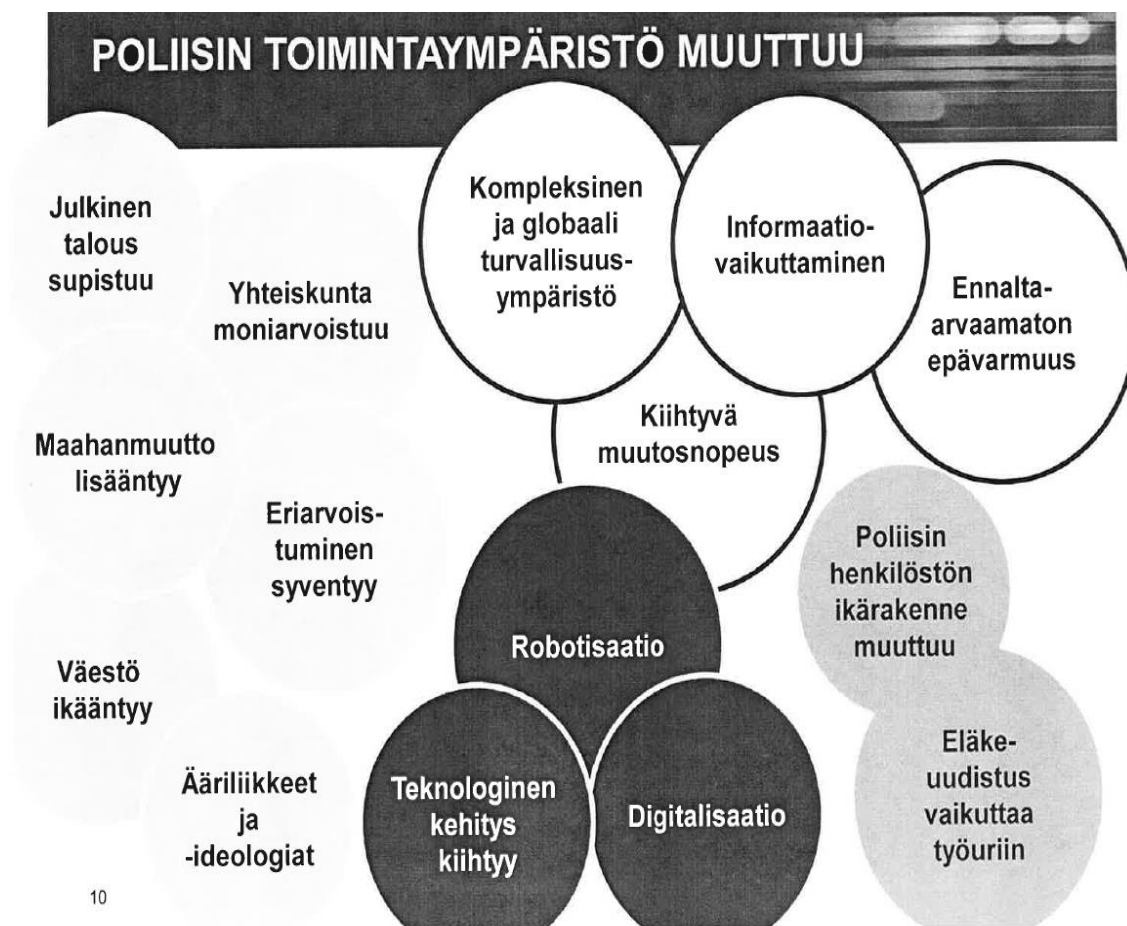 POLIISIN TOIMINTAYMPÄRISTÖ MUUTTUU
Julkinen
talous
supistuu
Yhteiskunta
moniarvoistuu
Kompleksinen
ja globaali
turvallisuus-
ympäristö
Informaatio-
vaikuttaminen
Ennalta-
arvaamaton
epävarmuus
Kiihtyvä
muutosnopeus
Maahanmuutto
lisääntyy
Eriarvois-
tuminen
syventyy
Poliisin
henkilöstön
ikärakenne
muuttuu
Robotisaatio
Väestö
ikääntyy
Ääriliikkeet
ja
-ideologiat
Teknologinen
kehitys
kiihtyy
Digitalisaatio
Eläke-
uudistus
vaikuttaa
työuriin
10